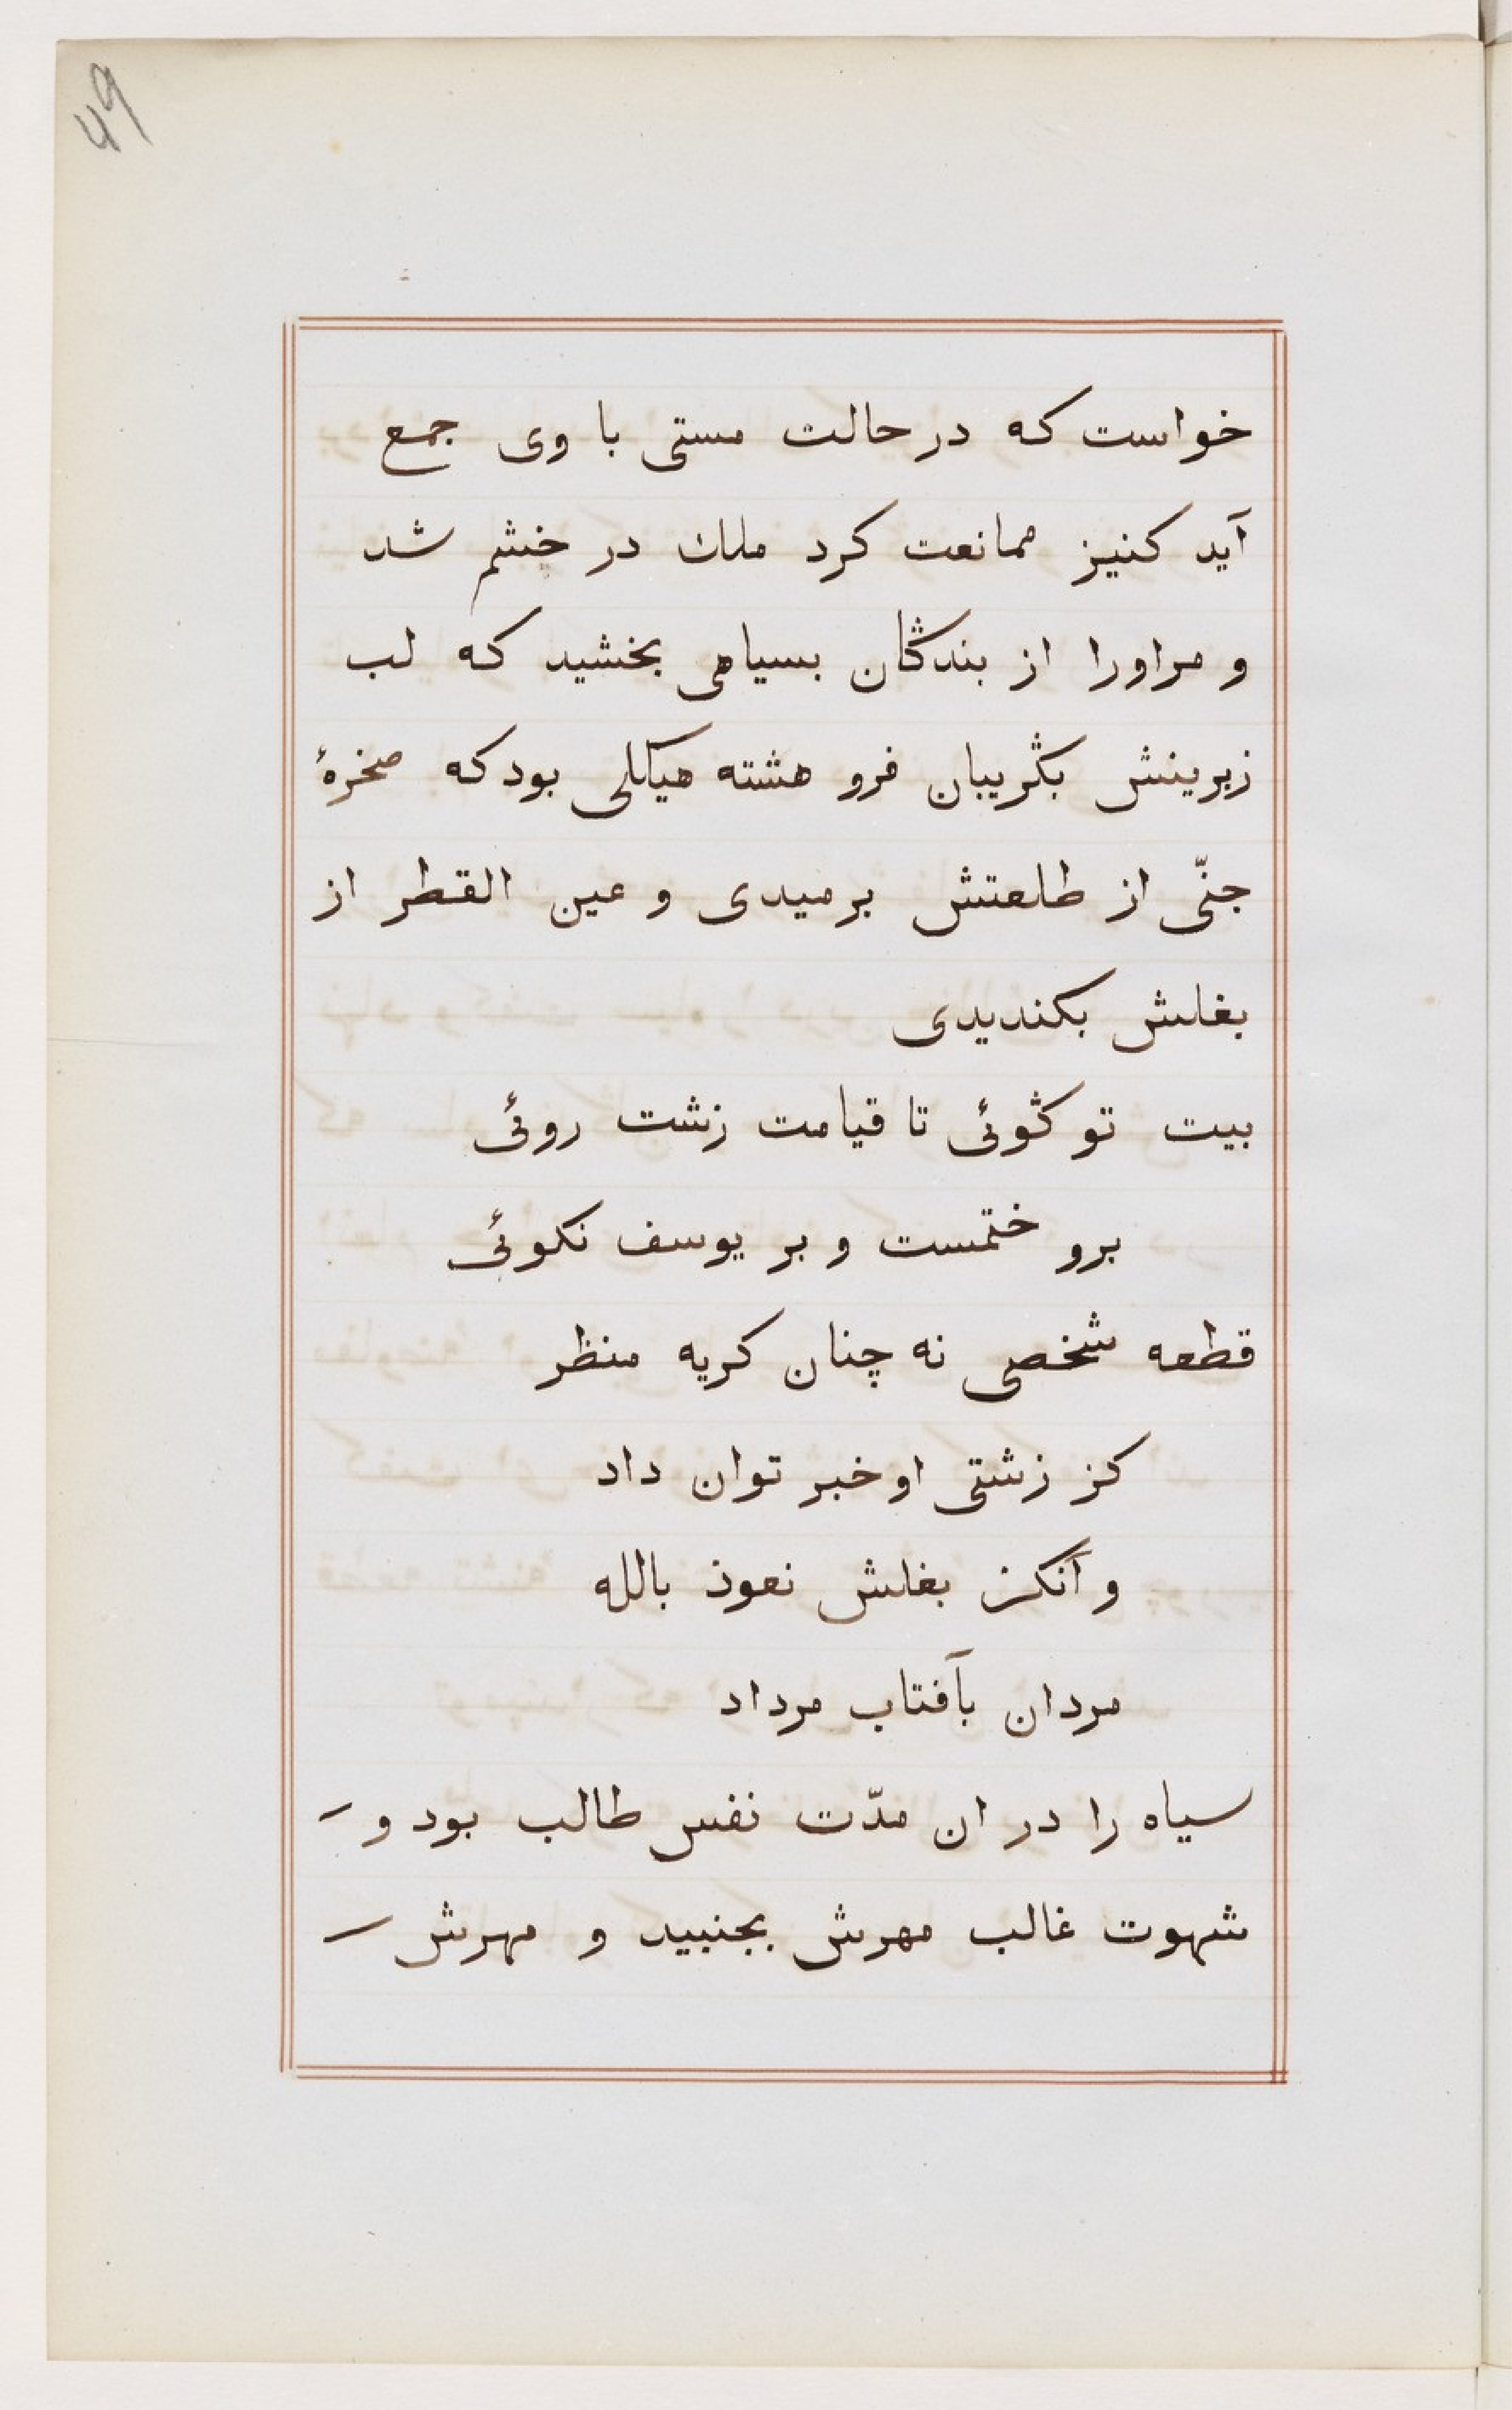 49
خواست که در حالت مستی با وی جمع
آید کنیز ممانعت کرد ملک در خشم شد
و مراورا از بندگان بسیاهی بخشید که لب
زبرینش بگریبان فرو هشته هیکلی بود که صخرهٔ
جنّی از طلعتش برمیدی و عین القطر از
بغلش بکندیدی
بیت تو گوئی تا قیامت زشت روئی
برو ختمست و بر یوسف نکوئی
قطعه شخصی نه چنان کریه منظر
کز زشتی او خبر توان داد
و آنکز بغلش نعوذ بالله
مردان بآفتاب مرداد
سیاه را در ان مدّت نفس طالب بود و
شهوت غالب مهرش بجنبید و مهرش